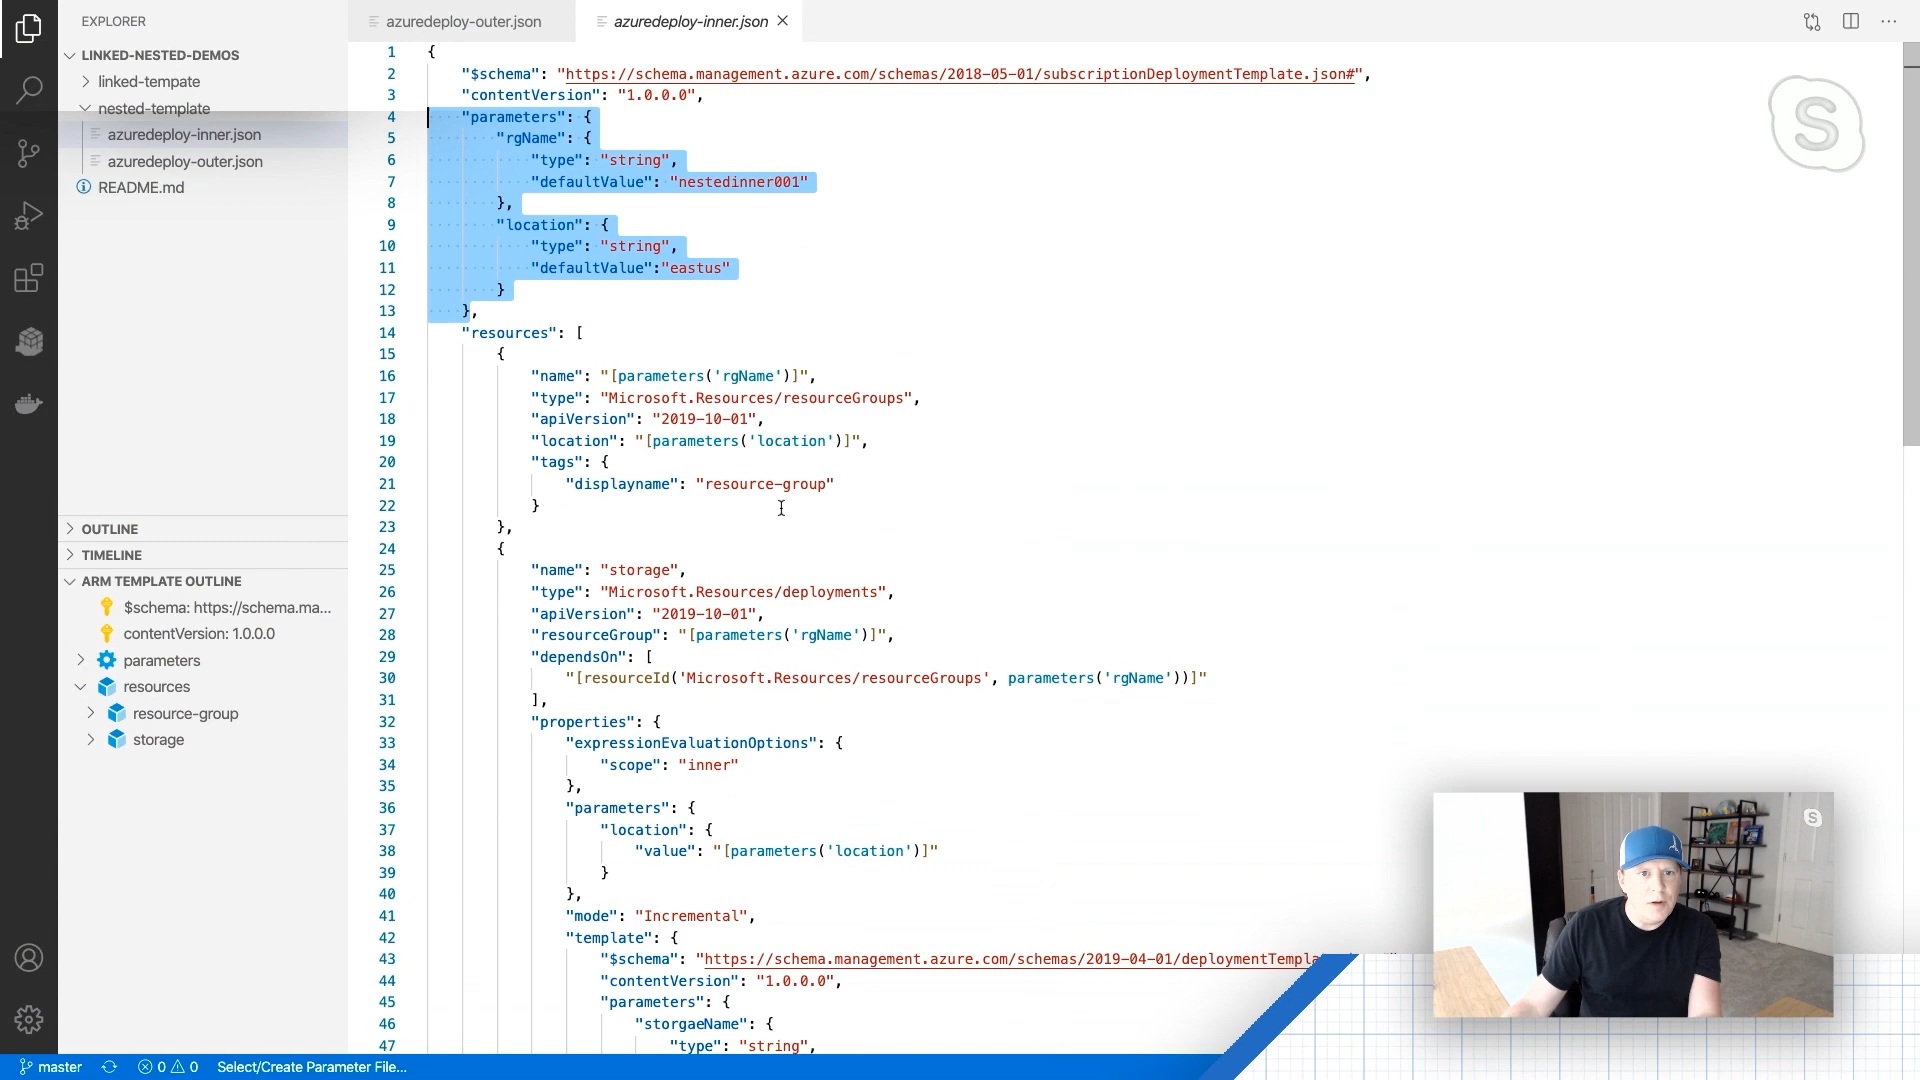 EXPLORER
LINKED-NESTED-DEMOS
linked-tempate
nested-template
azuredeploy-inner.json
azuredeploy-outer.json
README.md
OUTLINE
TIMELINE
ARM TEMPLATE OUTLINE
$schema: https://schema.ma...
contentVersion: 1.0.0.0
parameters
resources
resource-group
storage
azuredeploy-outer.json
azuredeploy-inner.json
1 {
2 "$schema": "https://schema.management.azure.com/schemas/2018-05-01/subscriptionDeploymentTemplate.json#",
3 "contentVersion": "1.0.0.0",
4 "parameters": {
5 "rgName": {
6 "type": "string",
7 "defaultValue": "nestedinner001"
8 },
9 "location": {
10 "type": "string",
11 "defaultValue":"eastus"
12 }
13 },
14 "resources": [
15 {
16 "name": "[parameters('rgName')]",
17 "type": "Microsoft.Resources/resourceGroups",
18 "apiVersion": "2019-10-01",
19 "location": "[parameters('location')]",
20 "tags": {
21 "displayname": "resource-group"
22 }
23 },
24 {
25 "name": "storage",
26 "type": "Microsoft.Resources/deployments",
27 "apiVersion": "2019-10-01",
28 "resourceGroup": "[parameters('rgName')]",
29 "dependsOn": [
30 "[resourceId('Microsoft.Resources/resourceGroups', parameters('rgName'))]"
31 ],
32 "properties": {
33 "expressionEvaluationOptions": {
34 "scope": "inner"
35 },
36 "parameters": {
37 "location": {
38 "value": "[parameters('location')]"
39 }
40 },
41 "mode": "Incremental",
42 "template": {
43 "$schema": "https://schema.management.azure.com/schemas/2019-04-01/deploymentTempla
44 "contentVersion": "1.0.0.0",
45 "parameters": {
46 "storgaeName": {
47 "type": "string",
S
S
master
0
0
Select/Create Parameter File...